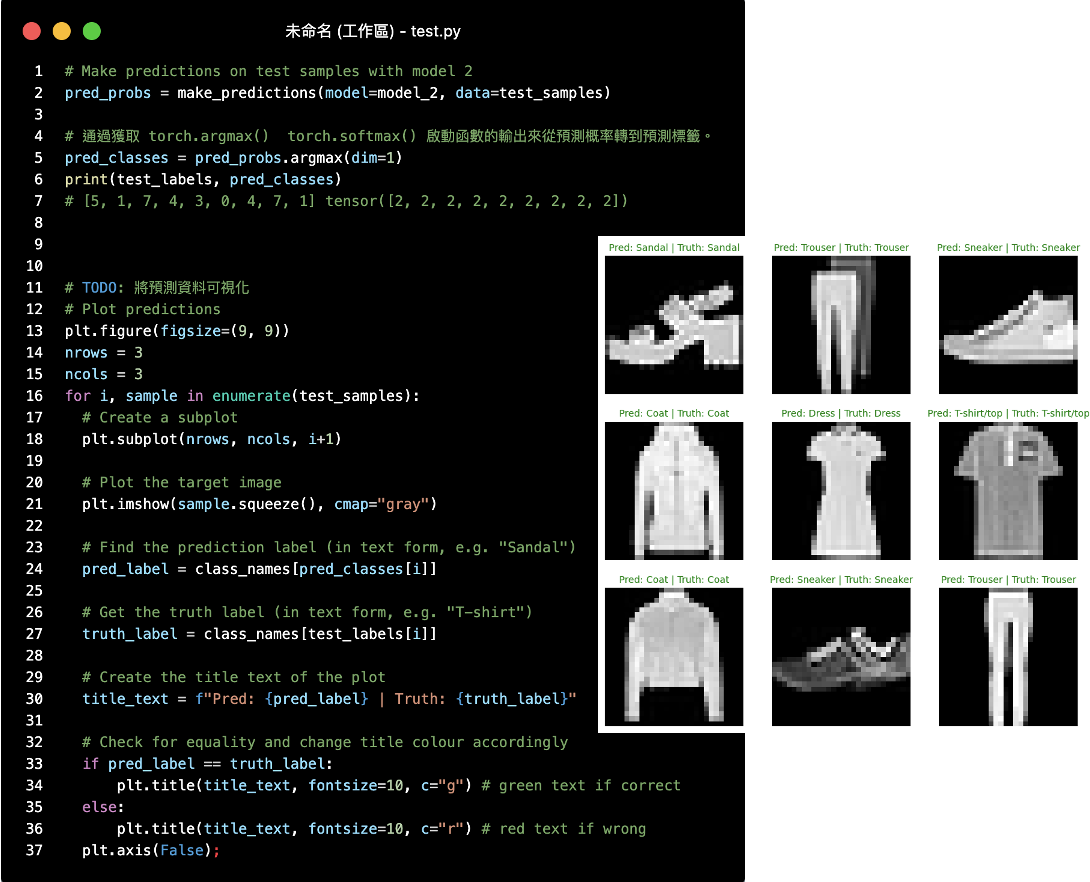 未命名 (工作區) - test.py
1 # Make predictions on test samples with model 2
2 pred_probs = make_predictions(model=model_2, data=test_samples)
3
4 # 通過獲取 torch.argmax()  torch.softmax() 啟動函數的輸出來從預測概率轉到預測標籤。
5 pred_classes = pred_probs.argmax(dim=1)
6 print(test_labels, pred_classes)
7 # [5, 1, 7, 4, 3, 0, 4, 7, 1] tensor([2, 2, 2, 2, 2, 2, 2, 2, 2])
8
9
10
11 # TODO: 將預測資料可視化
12 # Plot predictions
13 plt.figure(figsize=(9, 9))
14 nrows = 3
15 ncols = 3
16 for i, sample in enumerate(test_samples):
17   # Create a subplot
18   plt.subplot(nrows, ncols, i+1)
19
20   # Plot the target image
21   plt.imshow(sample.squeeze(), cmap="gray")
22
23   # Find the prediction label (in text form, e.g. "Sandal")
24   pred_label = class_names[pred_classes[i]]
25
26   # Get the truth label (in text form, e.g. "T-shirt")
27   truth_label = class_names[test_labels[i]]
28
29   # Create the title text of the plot
30   title_text = f"Pred: {pred_label} | Truth: {truth_label}"
31
32   # Check for equality and change title colour accordingly
33   if pred_label == truth_label:
34       plt.title(title_text, fontsize=10, c="g") # green text if correct
35   else:
36       plt.title(title_text, fontsize=10, c="r") # red text if wrong
37   plt.axis(False);
Pred: Sandal | Truth: Sandal
Pred: Trouser | Truth: Trouser
Pred: Sneaker | Truth: Sneaker
Pred: Coat | Truth: Coat
Pred: Dress | Truth: Dress
Pred: T-shirt/top | Truth: T-shirt/top
Pred: Coat | Truth: Coat
Pred: Sneaker | Truth: Sneaker
Pred: Trouser | Truth: Trouser